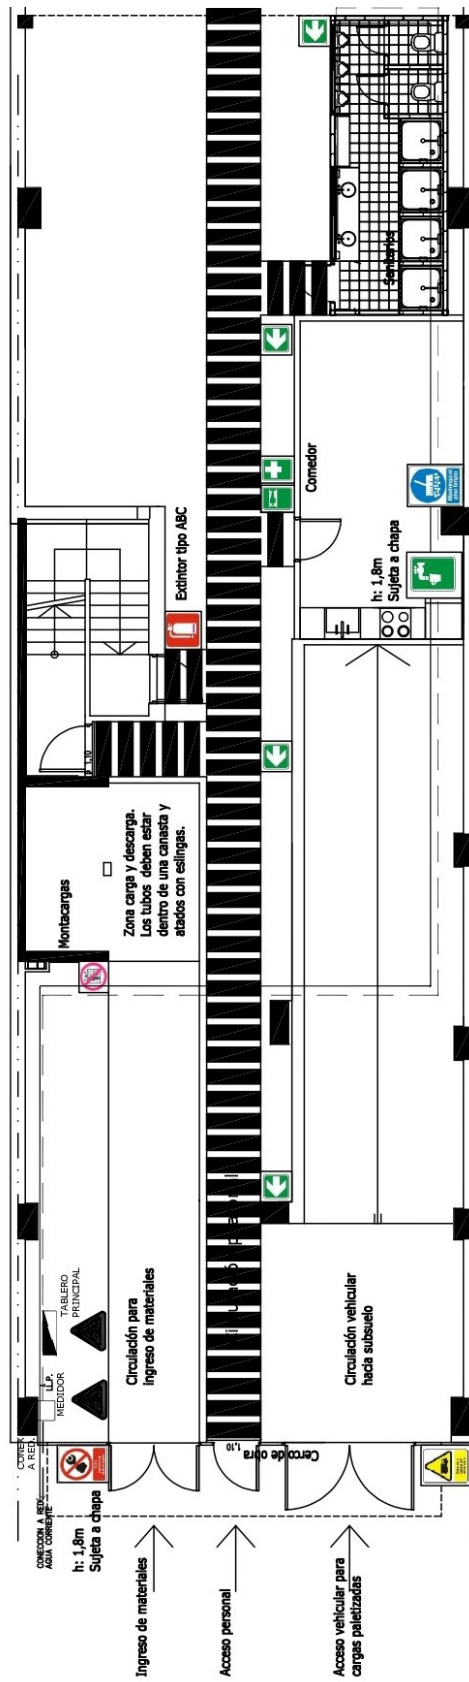 Sanitarios
Comedor
h: 1,8m
Sujeta a chapa
Extintor tipo ABC
1,10
Montacargas
Zona carga y descarga.
Los tubos deben estar
dentro de una canasta y
atados con eslingas.
TABLERO
PRINCIPAL
LL.P.
MEDIDOR
CONEX
A RED.
CONECCION A RED
AGUA CORRIENTE
h: 1,8m
Sujeta a chapa
Circulación para
ingreso de materiales
Circulación vehicular
hacia subsuelo
1,10
Cerco de obra
Ingreso de materiales
Acceso personal
Acceso vehicular para
cargas paletizadas